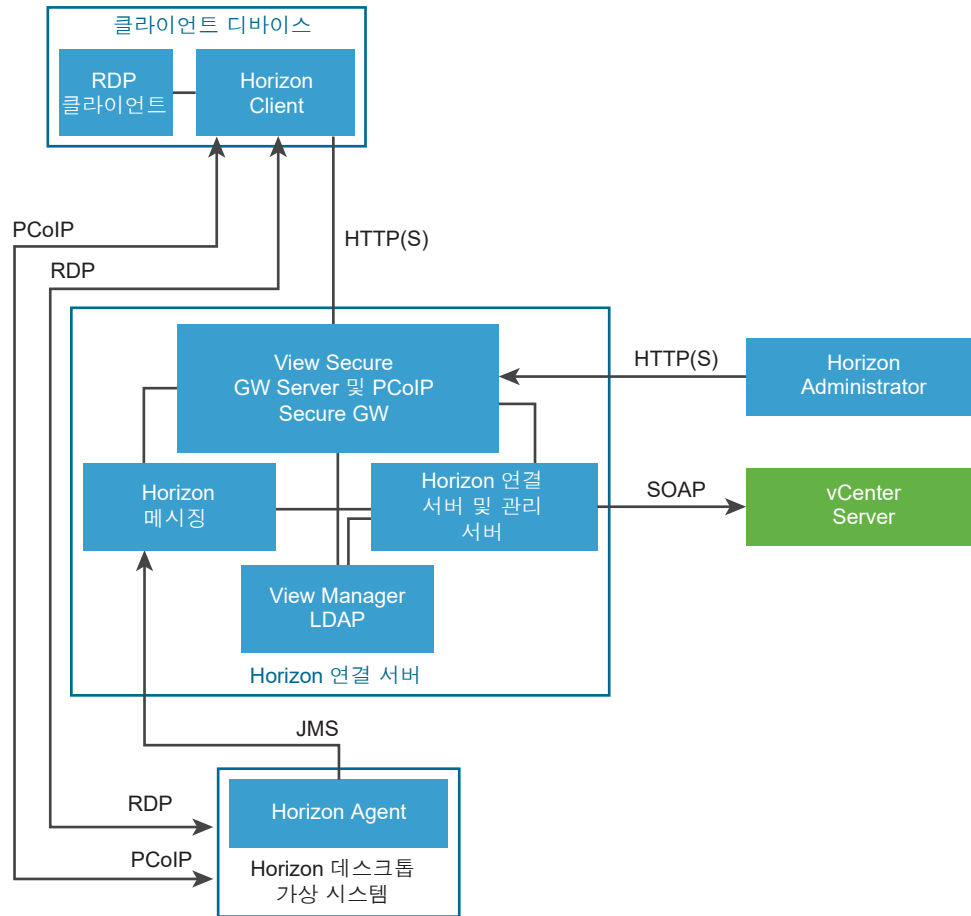 클라이언트 디바이스
RDP
클라이언트
Horizon
Client
PCoIP
HTTP(S)
RDP
View Secure
GW Server 및 PCoIP
Secure GW
HTTP(S)
Horizon
Administrator
Horizon
메시징
Horizon 연결
서버 및 관리
서버
SOAP
vCenter
Server
View Manager
LDAP
Horizon 연결 서버
JMS
Horizon Agent
RDP
PCoIP
Horizon 데스크톱
가상 시스템